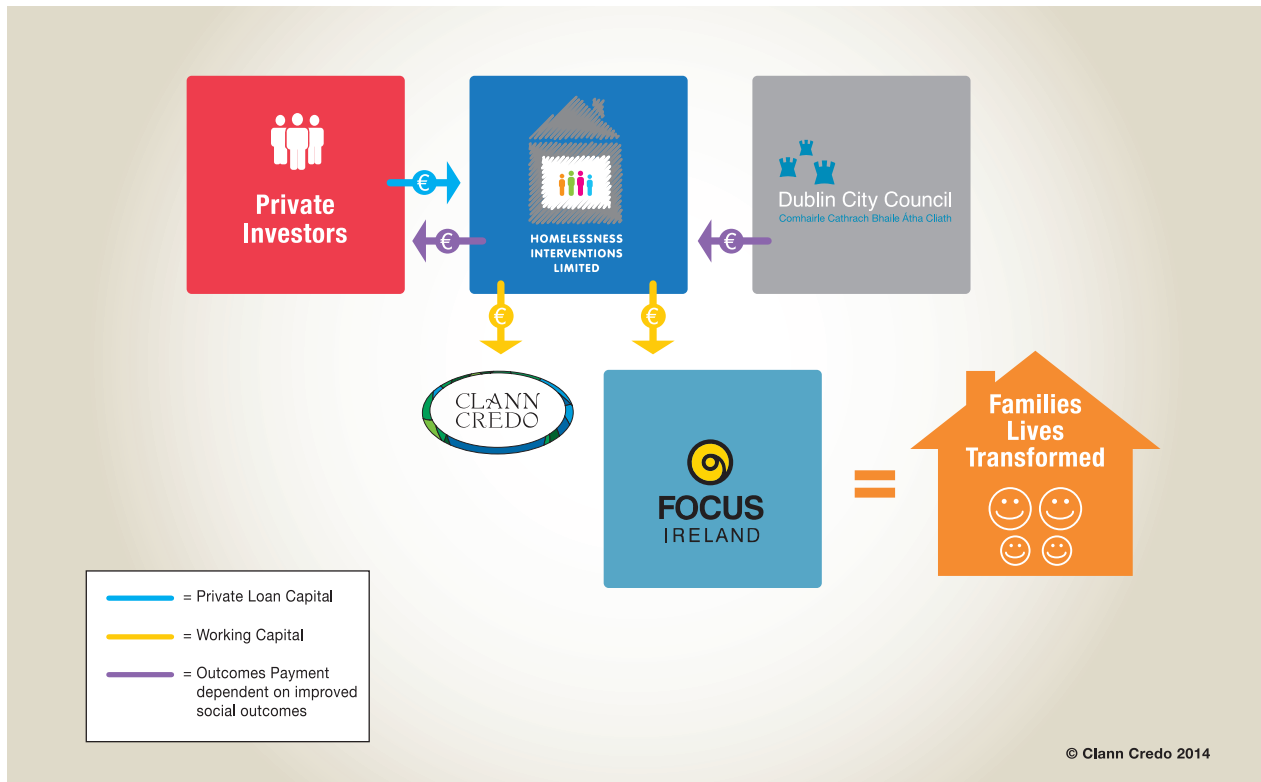 Private
Investors
€
€
HOMELESSNESS
INTERVENTIONS
LIMITED
€
Dublin City Council
Comhairle Cathrach Bhaile Átha Cliath
€
€
CLANN
CREDO
FOCUS
IRELAND
=
Families
Lives
Transformed
= Private Loan Capital
= Working Capital
= Outcomes Payment
dependent on improved
social outcomes
© Clann Credo 2014